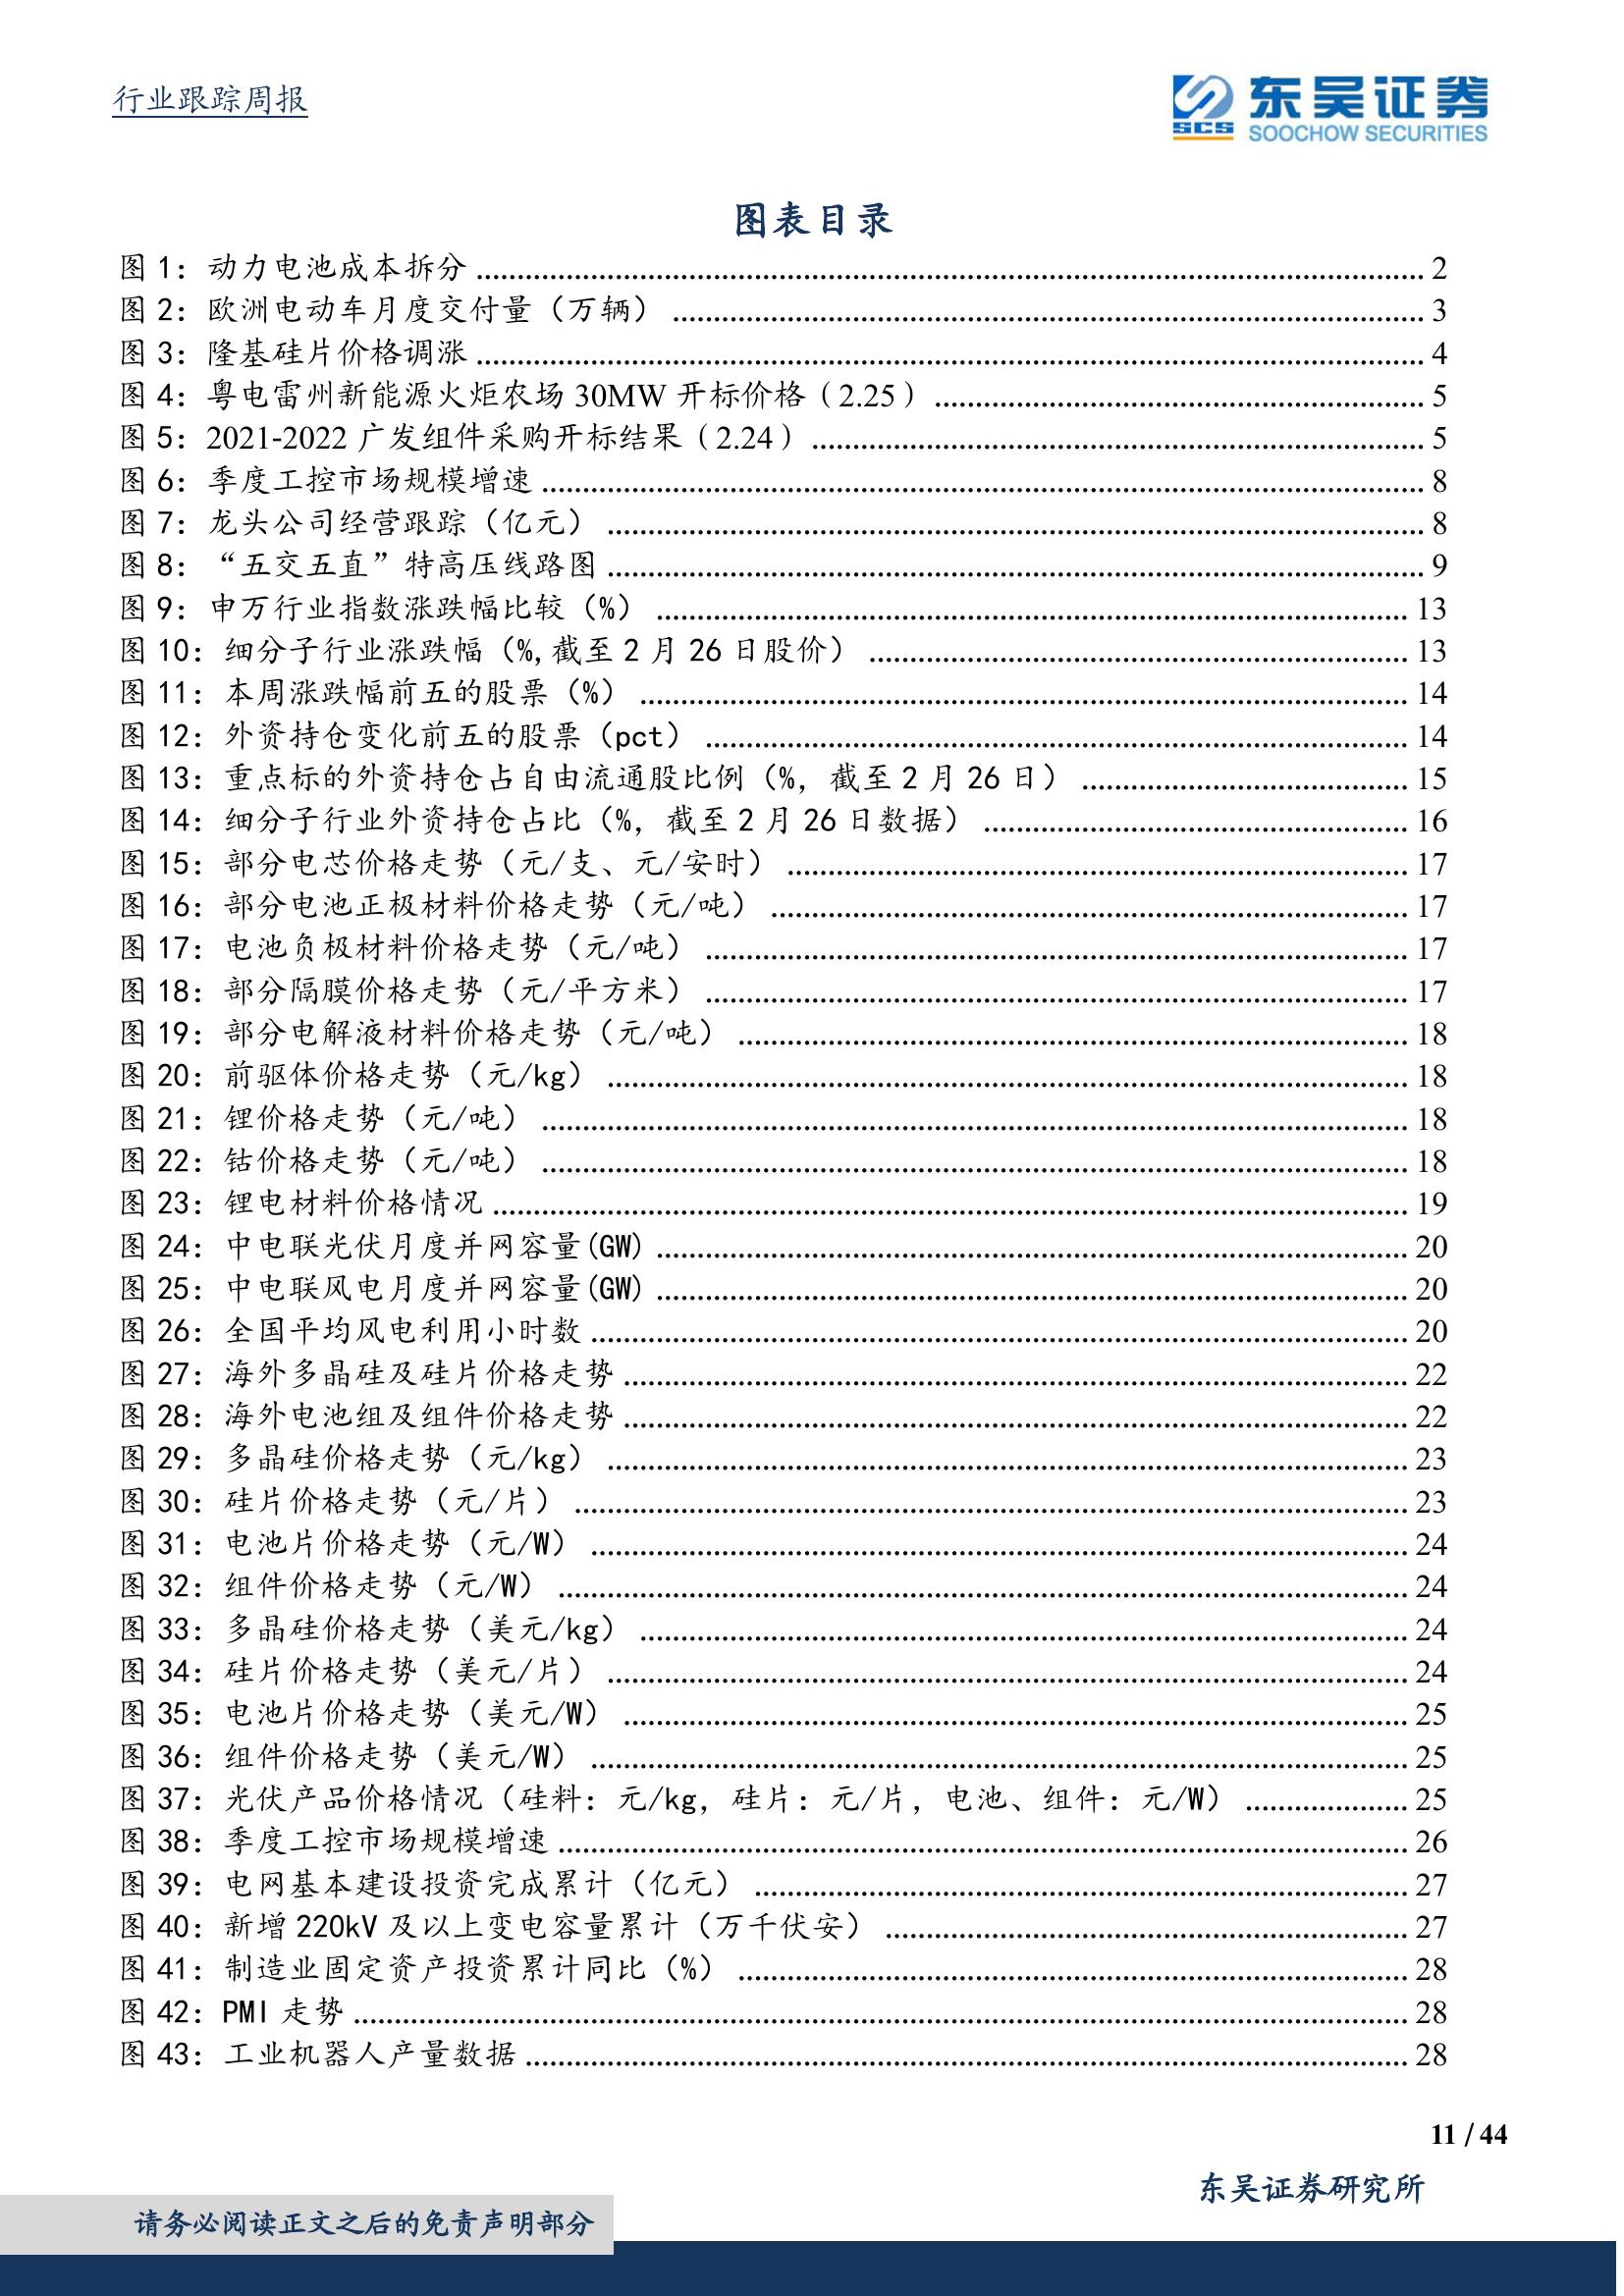 行业跟踪周报
SCS 东吴证券
SOOCHOW SECURITIES
图表目录
图 1：动力电池成本拆分 ........ 2
图 2：欧洲电动车月度交付量（万辆） ........ 3
图 3：隆基硅片价格调涨 ........ 4
图 4：粤电雷州新能源火炬农场 30MW 开标价格（2.25） ........ 5
图 5：2021-2022 广发组件采购开标结果（2.24） ........ 5
图 6：季度工控市场规模增速 ........ 8
图 7：龙头公司经营跟踪（亿元） ........ 8
图 8：“五交五直”特高压线路图 ........ 9
图 9：申万行业指数涨跌幅比较（%） ........ 13
图 10：细分子行业涨跌幅（%,截至 2 月 26 日股价） ........ 13
图 11：本周涨跌幅前五的股票（%） ........ 14
图 12：外资持仓变化前五的股票（pct） ........ 14
图 13：重点标的外资持仓占自由流通股比例（%，截至 2 月 26 日） ........ 15
图 14：细分子行业外资持仓占比（%，截至 2 月 26 日数据） ........ 16
图 15：部分电芯价格走势（元/支、元/安时） ........ 17
图 16：部分电池正极材料价格走势（元/吨） ........ 17
图 17：电池负极材料价格走势（元/吨） ........ 17
图 18：部分隔膜价格走势（元/平方米） ........ 17
图 19：部分电解液材料价格走势（元/吨） ........ 18
图 20：前驱体价格走势（元/kg） ........ 18
图 21：锂价格走势（元/吨） ........ 18
图 22：钴价格走势（元/吨） ........ 18
图 23：锂电材料价格情况 ........ 19
图 24：中电联光伏月度并网容量(GW) ........ 20
图 25：中电联风电月度并网容量(GW) ........ 20
图 26：全国平均风电利用小时数 ........ 20
图 27：海外多晶硅及硅片价格走势 ........ 22
图 28：海外电池组及组件价格走势 ........ 22
图 29：多晶硅价格走势（元/kg） ........ 23
图 30：硅片价格走势（元/片） ........ 23
图 31：电池片价格走势（元/W） ........ 24
图 32：组件价格走势（元/W） ........ 24
图 33：多晶硅价格走势（美元/kg） ........ 24
图 34：硅片价格走势（美元/片） ........ 24
图 35：电池片价格走势（美元/W） ........ 25
图 36：组件价格走势（美元/W） ........ 25
图 37：光伏产品价格情况（硅料：元/kg，硅片：元/片，电池、组件：元/W） ........ 25
图 38：季度工控市场规模增速 ........ 26
图 39：电网基本建设投资完成累计（亿元） ........ 27
图 40：新增 220kV 及以上变电容量累计（万千伏安） ........ 27
图 41：制造业固定资产投资累计同比（%） ........ 28
图 42：PMI 走势 ........ 28
图 43：工业机器人产量数据 ........ 28
11 / 44
东吴证券研究所
请务必阅读正文之后的免责声明部分